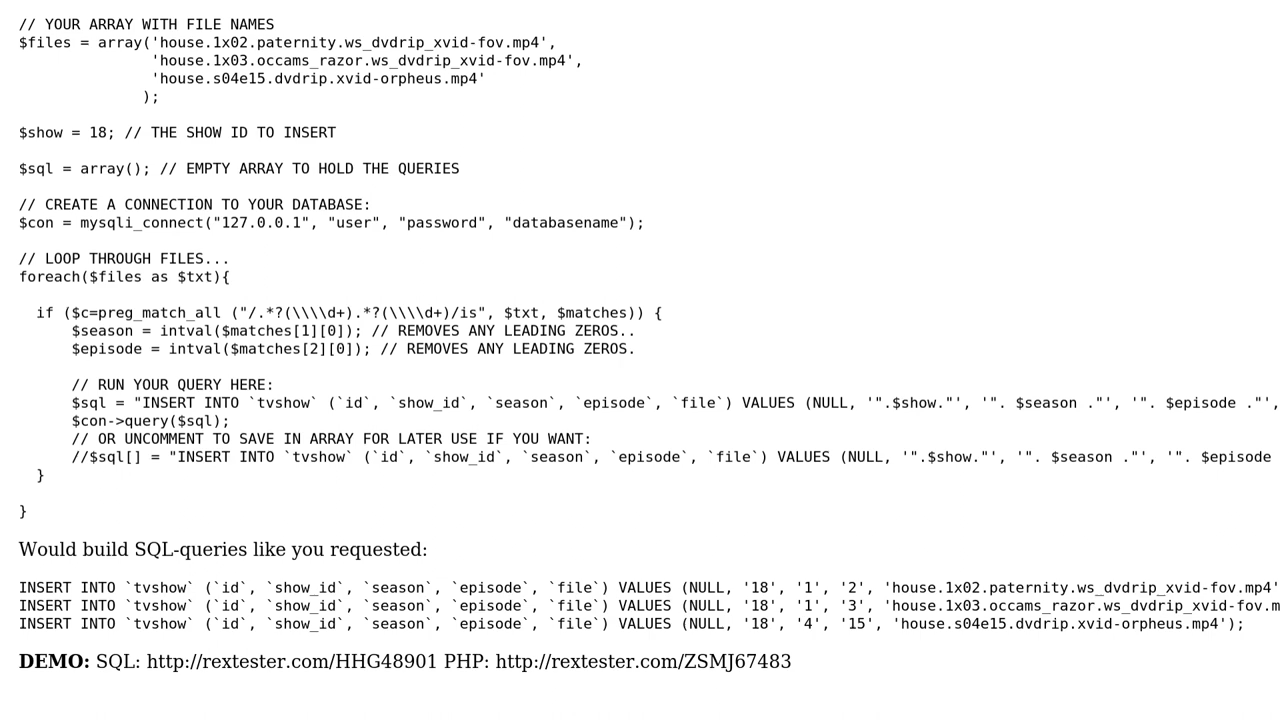 // YOUR ARRAY WITH FILE NAMES
$files = array('house.1x02.paternity.ws_dvdrip_xvid-fov.mp4',
               'house.1x03.occams_razor.ws_dvdrip_xvid-fov.mp4',
               'house.s04e15.dvdrip.xvid-orpheus.mp4'
              );

$show = 18; // THE SHOW ID TO INSERT

$sql = array(); // EMPTY ARRAY TO HOLD THE QUERIES

// CREATE A CONNECTION TO YOUR DATABASE:
$con = mysqli_connect("127.0.0.1", "user", "password", "databasename");

// LOOP THROUGH FILES...
foreach($files as $txt){

  if ($c=preg_match_all ("/.*?(\\\\d+).*?(\\\\d+)/is", $txt, $matches)) {
      $season = intval($matches[1][0]); // REMOVES ANY LEADING ZEROS..
      $episode = intval($matches[2][0]); // REMOVES ANY LEADING ZEROS.

      // RUN YOUR QUERY HERE:
      $sql = "INSERT INTO `tvshow` (`id`, `show_id`, `season`, `episode`, `file`) VALUES (NULL, '".$show."', '". $season ."', '". $episode ."',
      $con->query($sql);
      // OR UNCOMMENT TO SAVE IN ARRAY FOR LATER USE IF YOU WANT:
      //$sql[] = "INSERT INTO `tvshow` (`id`, `show_id`, `season`, `episode`, `file`) VALUES (NULL, '".$show."', '". $season ."', '". $episode
  }

}
Would build SQL-queries like you requested:
INSERT INTO `tvshow` (`id`, `show_id`, `season`, `episode`, `file`) VALUES (NULL, '18', '1', '2', 'house.1x02.paternity.ws_dvdrip_xvid-fov.mp4'
INSERT INTO `tvshow` (`id`, `show_id`, `season`, `episode`, `file`) VALUES (NULL, '18', '1', '3', 'house.1x03.occams_razor.ws_dvdrip_xvid-fov.m
INSERT INTO `tvshow` (`id`, `show_id`, `season`, `episode`, `file`) VALUES (NULL, '18', '4', '15', 'house.s04e15.dvdrip.xvid-orpheus.mp4');
DEMO: SQL: http://rextester.com/HHG48901 PHP: http://rextester.com/ZSMJ67483